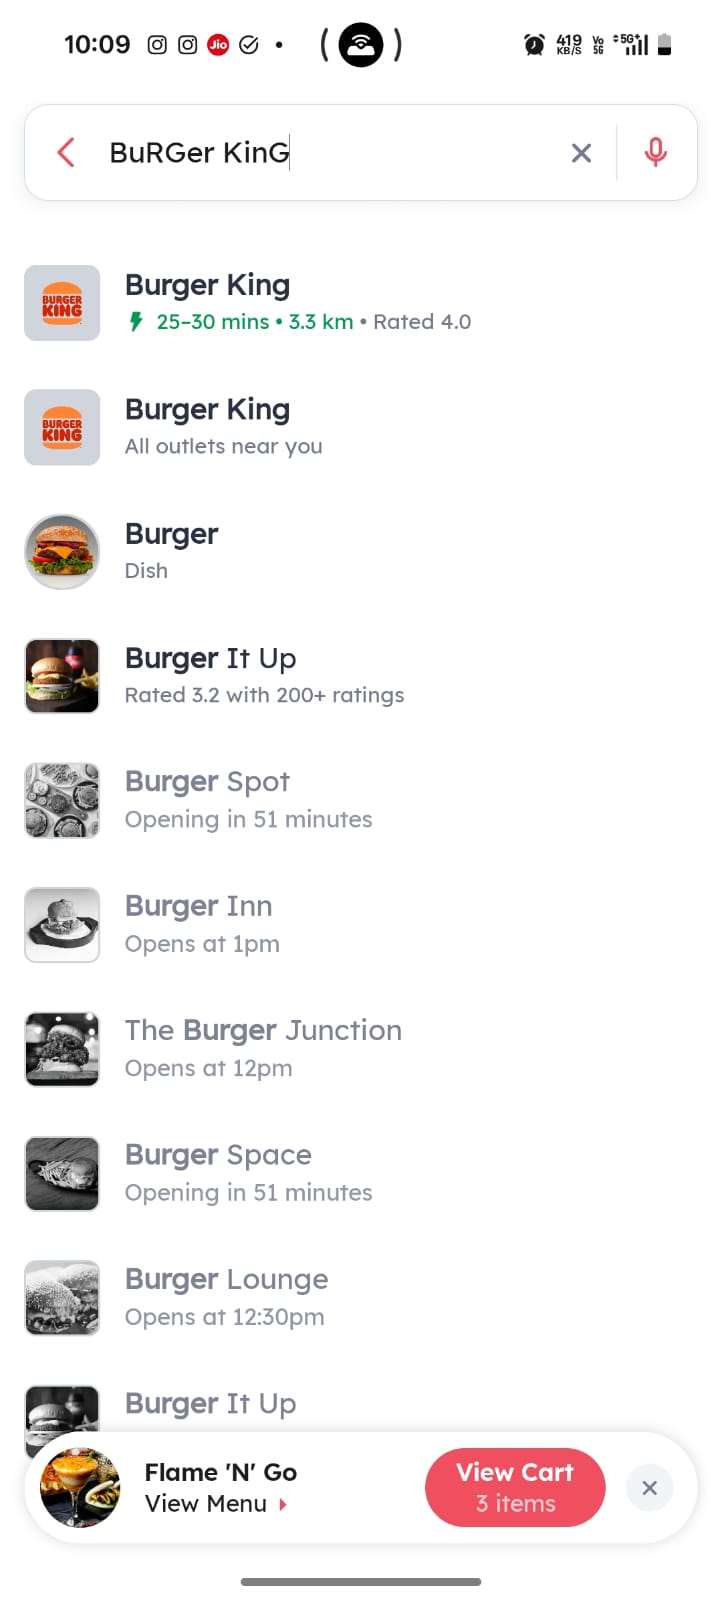 10:09 Jio • 419 KB/S Vo 5G 5G+
BuRGer KinG
BURGER KING
Burger King
25–30 mins • 3.3 km • Rated 4.0
BURGER KING
Burger King
All outlets near you
Burger
Dish
Burger It Up
Rated 3.2 with 200+ ratings
Burger Spot
Opening in 51 minutes
Burger Inn
Opens at 1pm
The Burger Junction
Opens at 12pm
Burger Space
Opening in 51 minutes
Burger Lounge
Opens at 12:30pm
Burger It Up
Flame 'N' Go
View Menu
View Cart
3 items